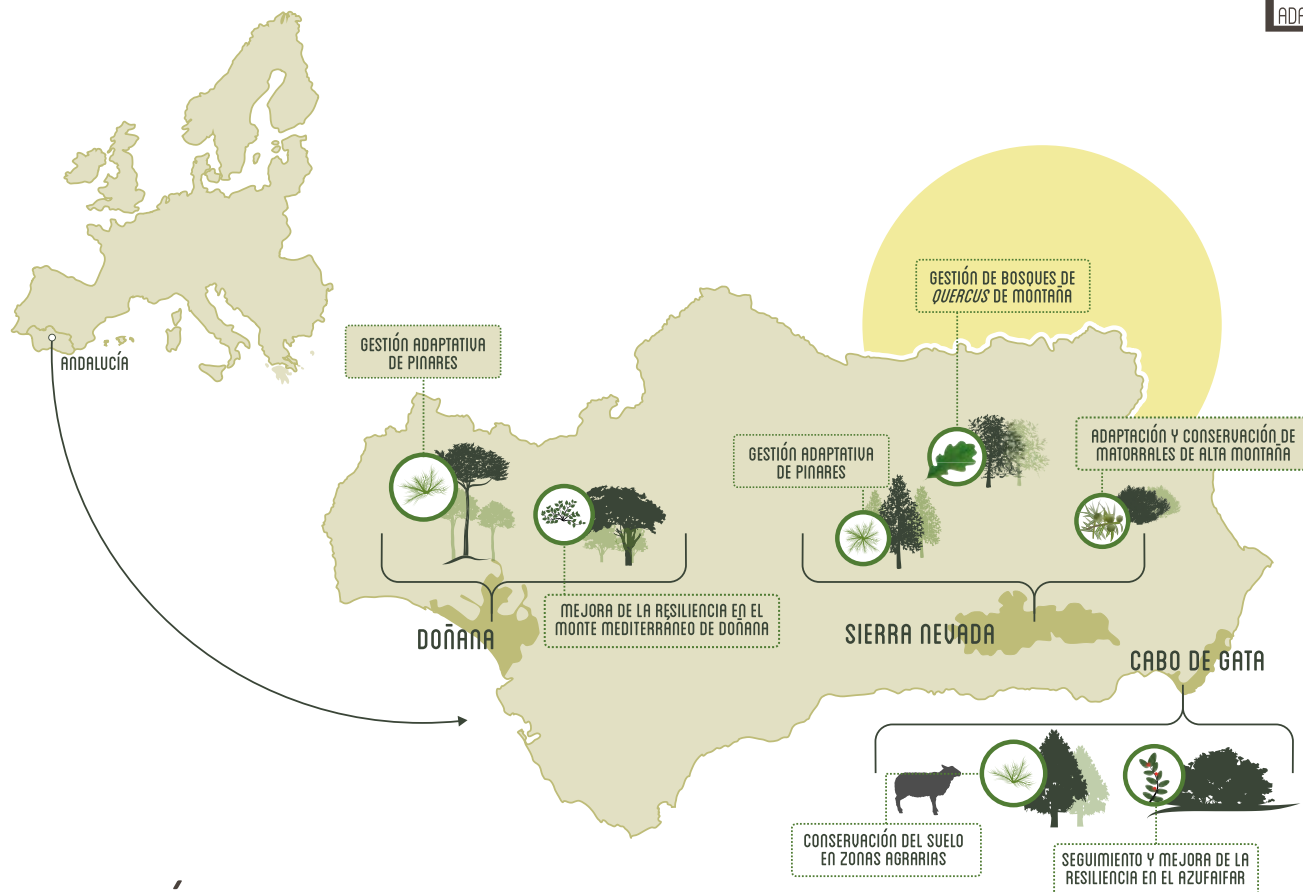 ADA
GESTIÓN DE BOSQUES DE
QUERCUS DE MONTAÑA
ANDALUCÍA
GESTIÓN ADAPTATIVA
DE PINARES
GESTIÓN ADAPTATIVA
DE PINARES
ADAPTACIÓN Y CONSERVACIÓN DE
MATORRALES DE ALTA MONTAÑA
MEJORA DE LA RESILIENCIA EN EL
MONTE MEDITERRÁNEO DE DOÑANA
DOÑANA
SIERRA NEVADA
CABO DE GATA
CONSERVACIÓN DEL SUELO
EN ZONAS AGRARIAS
SEGUIMIENTO Y MEJORA DE LA
RESILIENCIA EN EL AZUFAIFAR